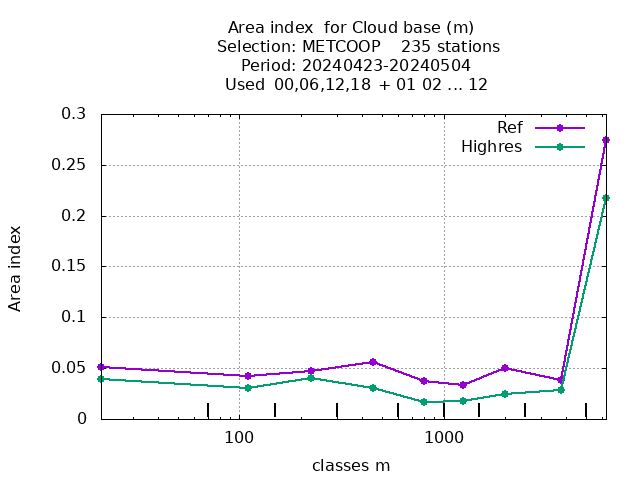 Area index  for Cloud base (m)
Selection: METCOOP    235 stations
Period: 20240423-20240504
Used  00,06,12,18 + 01 02 ... 12
Ref
Highres
0.3
0.25
0.2
0.15
0.1
0.05
0
Area index
100
1000
classes m